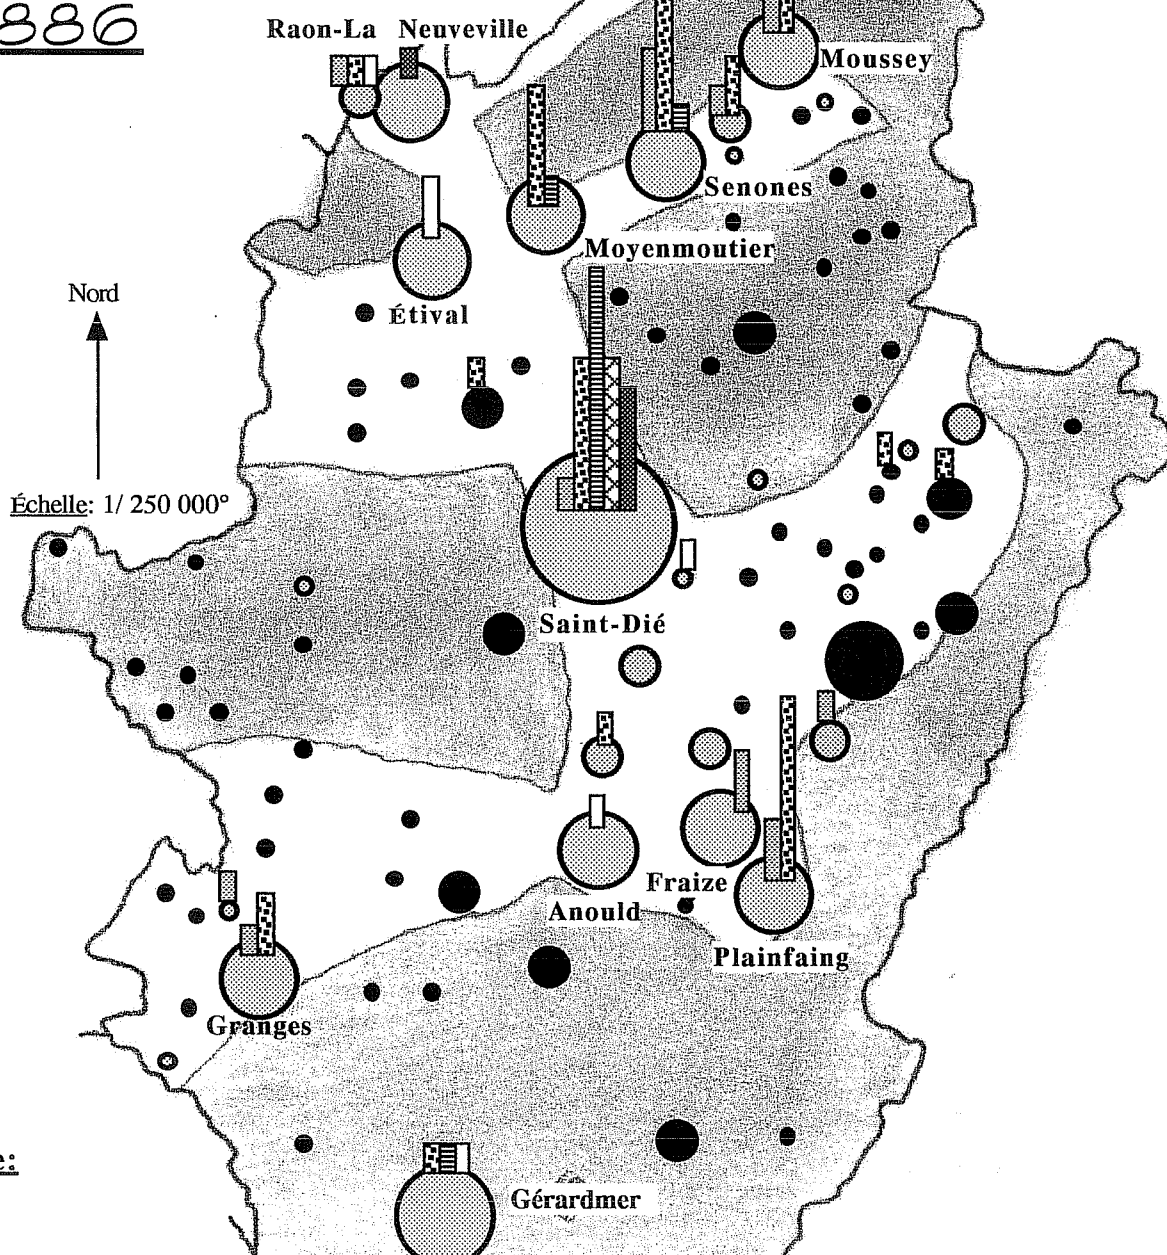 886
Raon-La Neuveville
Moussey
Senones
Moyenmoutier
Nord
Étival
Échelle: 1/ 250 000°
Saint-Dié
Fraize
Anould
Plainfaing
Granges
Gérardmer
e: